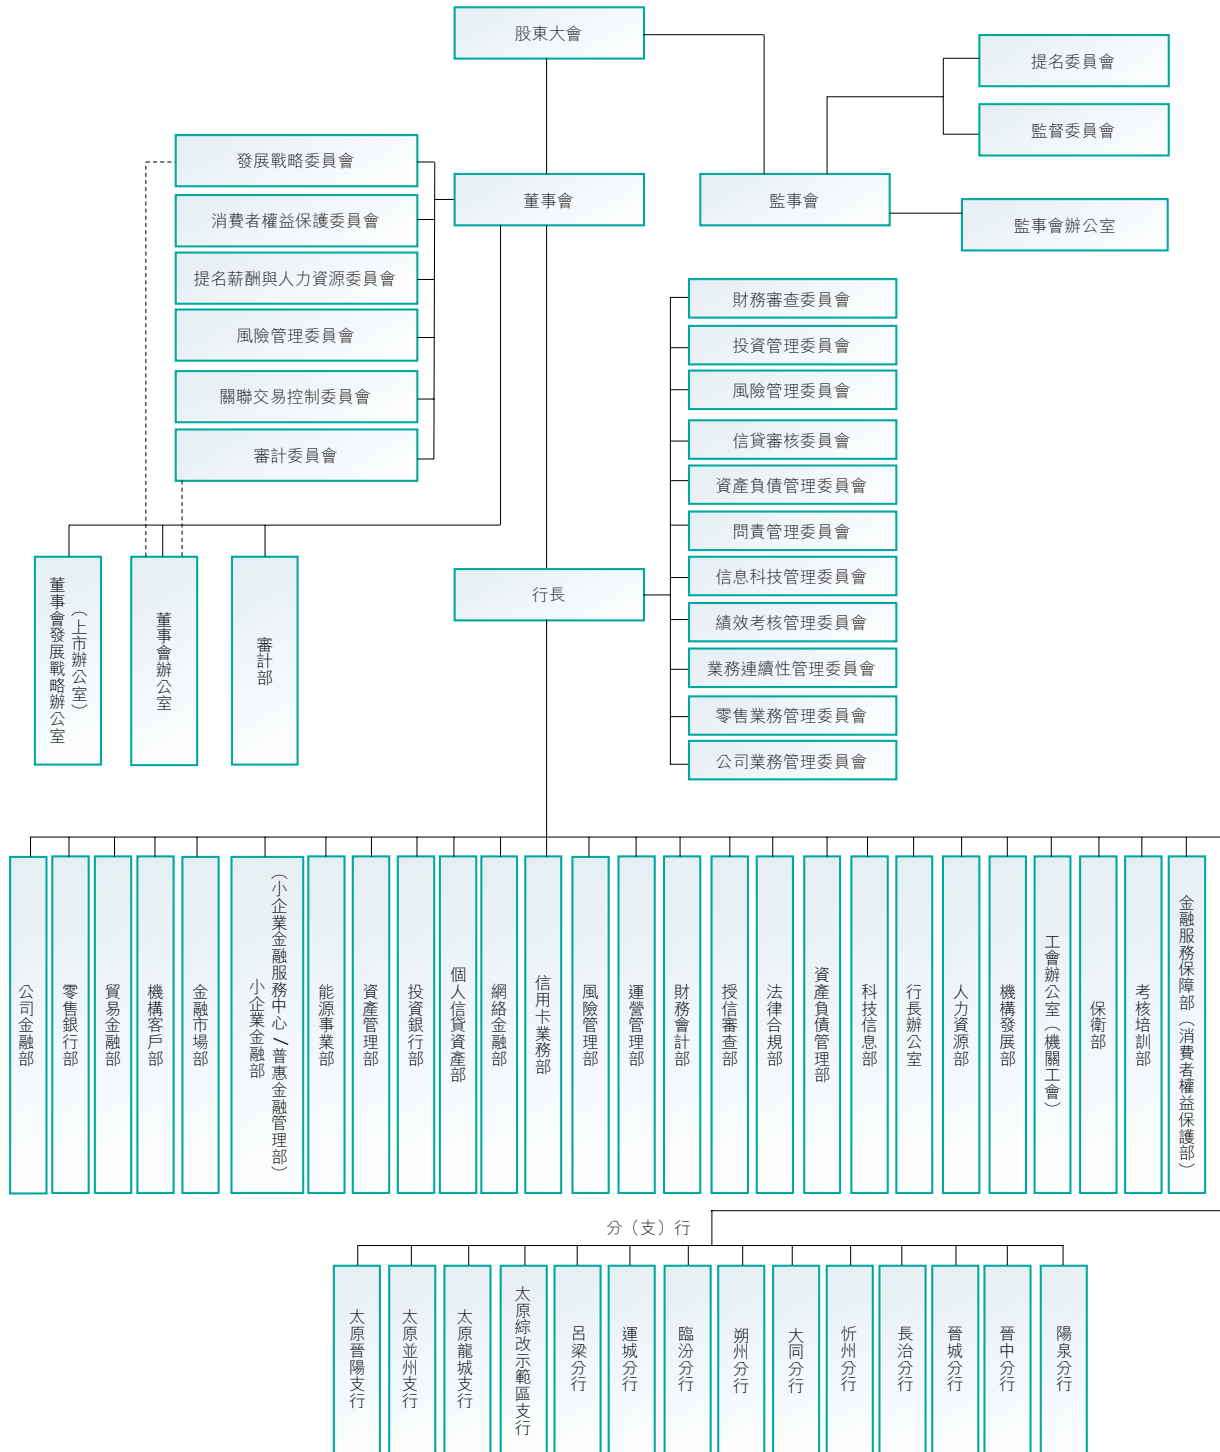 股東大會
提名委員會
監督委員會
發展戰略委員會
消費者權益保護委員會
提名薪酬與人力資源委員會
風險管理委員會
關聯交易控制委員會
審計委員會
董事會
監事會
監事會辦公室
財務審查委員會
投資管理委員會
風險管理委員會
信貸審核委員會
資產負債管理委員會
問責管理委員會
信息科技管理委員會
績效考核管理委員會
業務連續性管理委員會
零售業務管理委員會
公司業務管理委員會
行長
董事會發展戰略辦公室
（上市辦公室）
董事會辦公室
審計部
公司金融部
零售銀行部
貿易金融部
機構客戶部
金融市場部
小企業金融部
（小企業金融服務中心/普惠金融管理部）
能源事業部
資產管理部
投資銀行部
個人信貸資產部
網絡金融部
信用卡業務部
風險管理部
運營管理部
財務會計部
授信審查部
法律合規部
資產負債管理部
科技信息部
行長辦公室
人力資源部
機構發展部
工會辦公室（機關工會）
保衛部
考核培訓部
金融服務保障部（消費者權益保護部）
分（支）行
太原晉陽支行
太原並州支行
太原龍城支行
太原綜改示範區支行
呂梁分行
運城分行
臨汾分行
朔州分行
大同分行
忻州分行
長治分行
晉城分行
晉中分行
陽泉分行